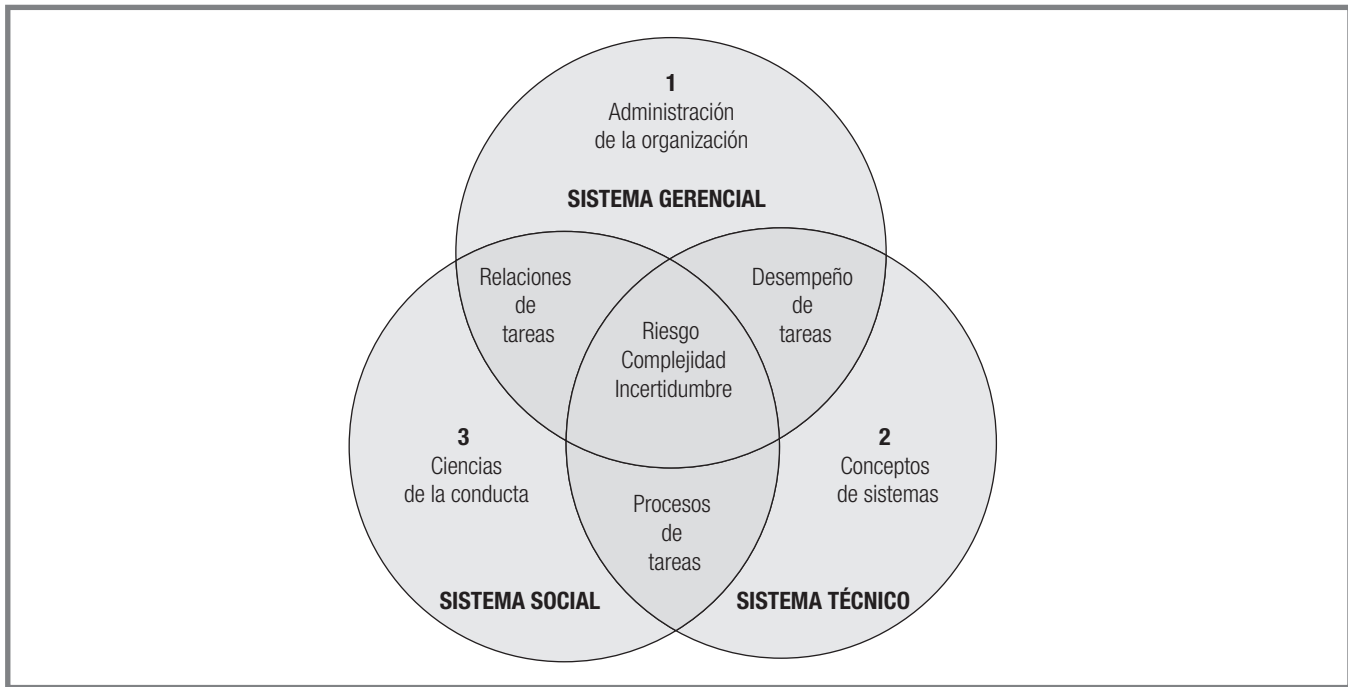 1
Administración
de la organización
SISTEMA GERENCIAL
Relaciones
de
tareas
Desempeño
de
tareas
Riesgo
Complejidad
Incertidumbre
3
Ciencias
de la conducta
2
Conceptos
de sistemas
Procesos
de
tareas
SISTEMA SOCIAL
SISTEMA TÉCNICO